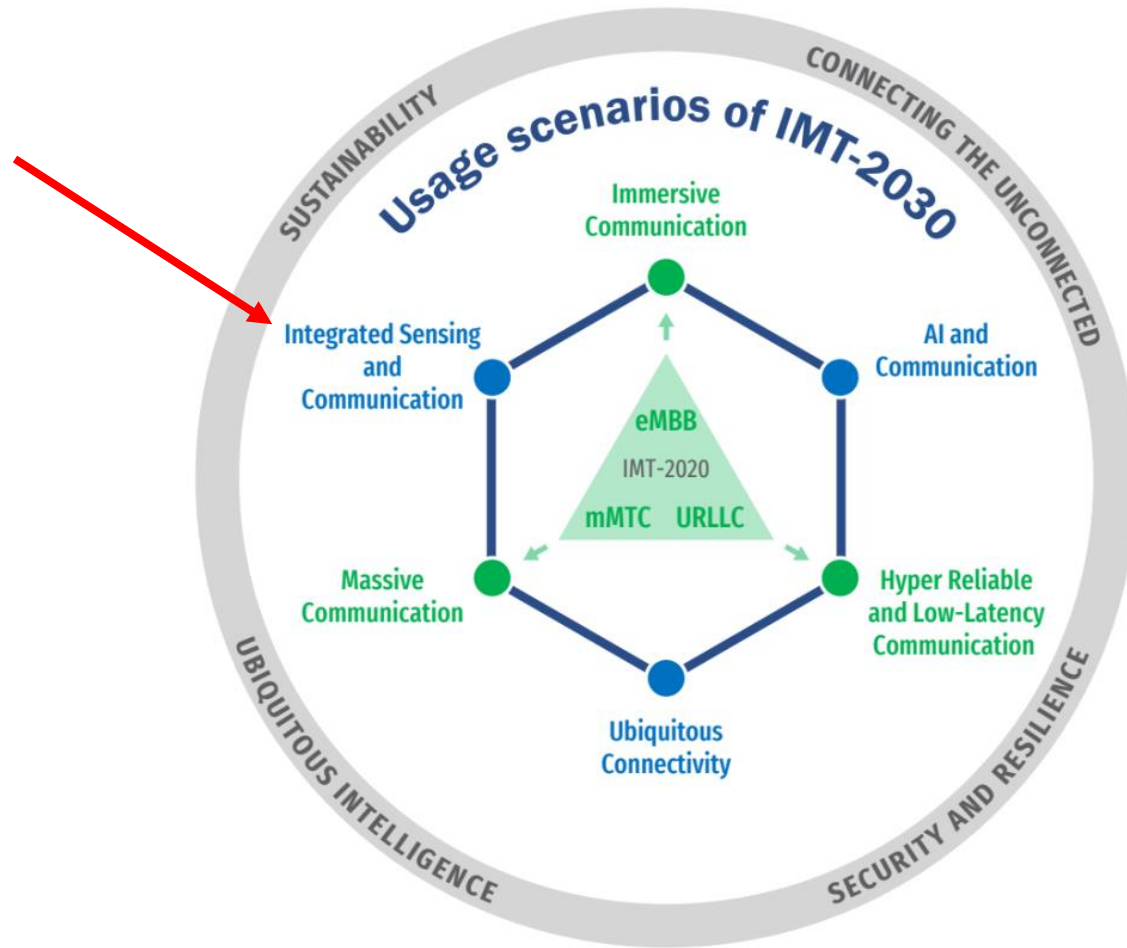 SUSTAINABILITY
CONNECTING THE UNCONNECTED
Usage scenarios of IMT-2030
Immersive
Communication
Integrated Sensing
and
Communication
AI and
Communication
eMBB
IMT-2020
mMTC URLLC
Massive
Communication
Hyper Reliable
and Low-Latency
Communication
Ubiquitous
Connectivity
UBIQUITOUS INTELLIGENCE
SECURITY AND RESILIENCE